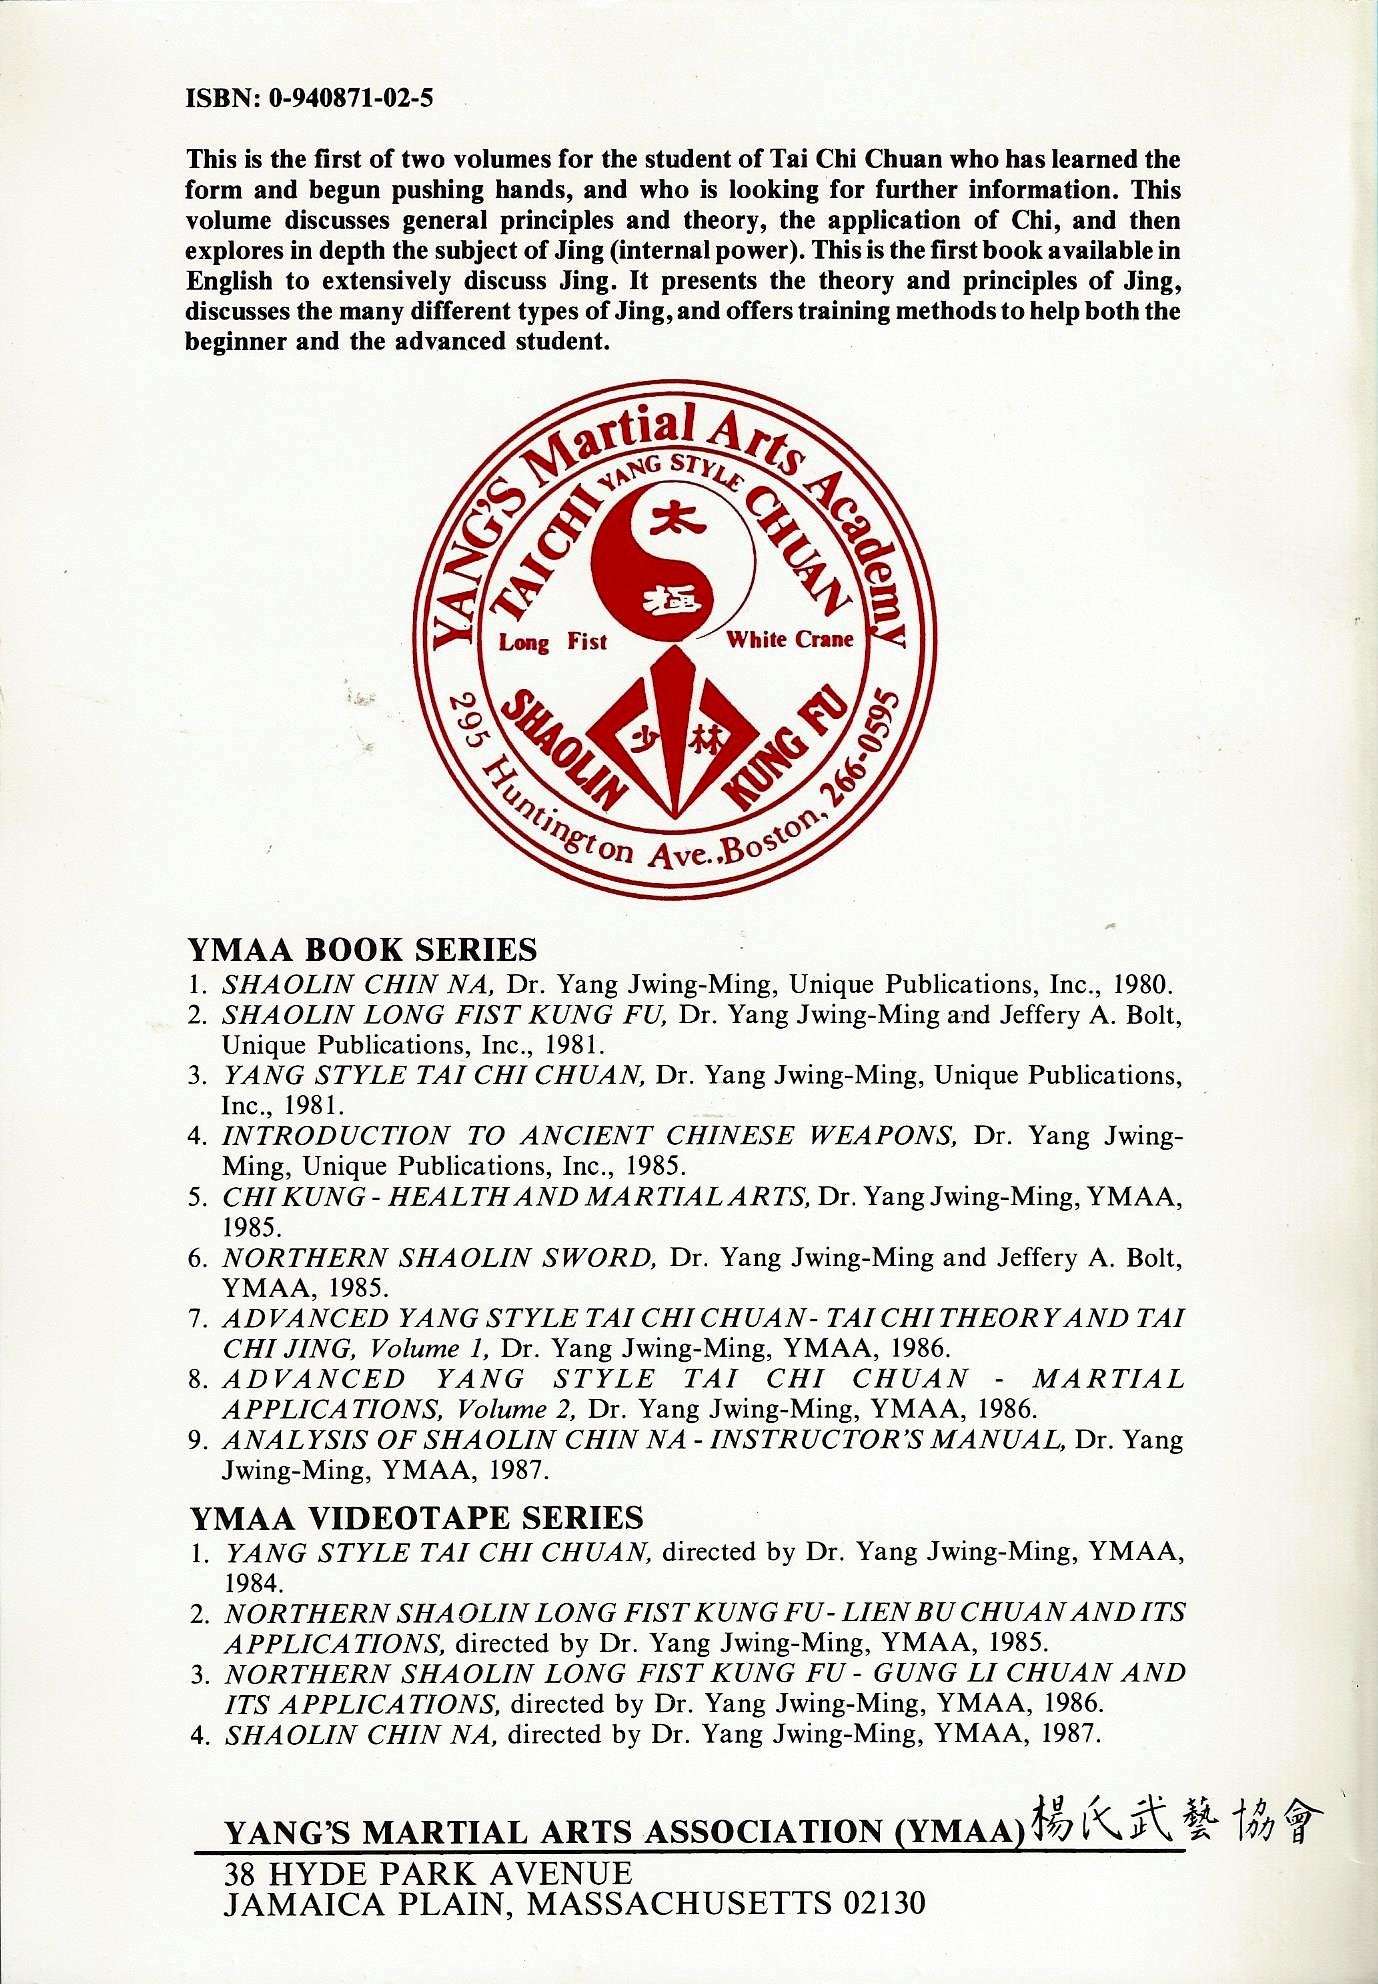 ISBN: 0-940871-02-5
This is the first of two volumes for the student of Tai Chi Chuan who has learned the
form and begun pushing hands, and who is looking for further information. This
volume discusses general principles and theory, the application of Chi, and then
explores in depth the subject of Jing (internal power). This is the first book available in
English to extensively discuss Jing. It presents the theory and principles of Jing,
discusses the many different types of Jing, and offers training methods to help both the
beginner and the advanced student.
YANG'S Martial Arts Academy
YANG STYLE
TAICHI CHUAN
太
極
Long Fist White Crane
少 林
SHAOLIN KUNG FU
295 Huntington Ave., Boston, 266-0595
YMAA BOOK SERIES
1. SHAOLIN CHIN NA, Dr. Yang Jwing-Ming, Unique Publications, Inc., 1980.
2. SHAOLIN LONG FIST KUNG FU, Dr. Yang Jwing-Ming and Jeffery A. Bolt,
Unique Publications, Inc., 1981.
3. YANG STYLE TAI CHI CHUAN, Dr. Yang Jwing-Ming, Unique Publications,
Inc., 1981.
4. INTRODUCTION TO ANCIENT CHINESE WEAPONS, Dr. Yang Jwing-
Ming, Unique Publications, Inc., 1985.
5. CHI KUNG - HEALTH AND MARTIAL ARTS, Dr. Yang Jwing-Ming, YMAA,
1985.
6. NORTHERN SHAOLIN SWORD, Dr. Yang Jwing-Ming and Jeffery A. Bolt,
YMAA, 1985.
7. ADVANCED YANG STYLE TAI CHI CHUAN - TAI CHI THEORY AND TAI
CHI JING, Volume 1, Dr. Yang Jwing-Ming, YMAA, 1986.
8. ADVANCED YANG STYLE TAI CHI CHUAN - MARTIAL
APPLICATIONS, Volume 2, Dr. Yang Jwing-Ming, YMAA, 1986.
9. ANALYSIS OF SHAOLIN CHIN NA - INSTRUCTOR'S MANUAL, Dr. Yang
Jwing-Ming, YMAA, 1987.
YMAA VIDEOTAPE SERIES
1. YANG STYLE TAI CHI CHUAN, directed by Dr. Yang Jwing-Ming, YMAA,
1984.
2. NORTHERN SHAOLIN LONG FIST KUNG FU - LIEN BU CHUAN AND ITS
APPLICATIONS, directed by Dr. Yang Jwing-Ming, YMAA, 1985.
3. NORTHERN SHAOLIN LONG FIST KUNG FU - GUNG LI CHUAN AND
ITS APPLICATIONS, directed by Dr. Yang Jwing-Ming, YMAA, 1986.
4. SHAOLIN CHIN NA, directed by Dr. Yang Jwing-Ming, YMAA, 1987.
YANG'S MARTIAL ARTS ASSOCIATION (YMAA) 楊氏武藝協會
38 HYDE PARK AVENUE
JAMAICA PLAIN, MASSACHUSETTS 02130